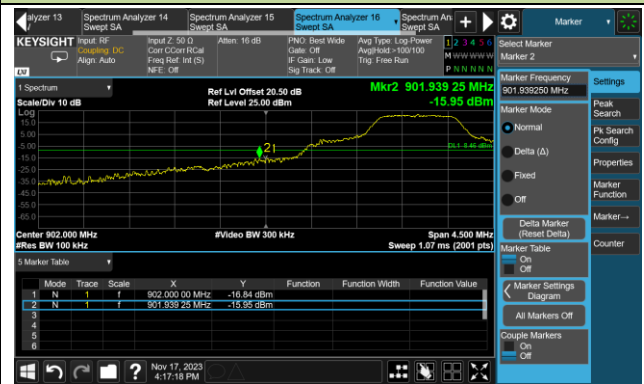 alyzer 13
Spectrum Analyzer 14
Swept SA
Spectrum Analyzer 15
Swept SA
Spectrum Analyzer 16
Swept SA
Spectrum An
Swept SA
Marker
KEYSIGHT
Input: RF
Coupling: DC
Align: Auto
Input Z: 50 Ω
Corr CCorr RCal
Freq Ref: Int (S)
NFE: Off
Atten: 16 dB
PNO: Best Wide
Gate: Off
IF Gain: Low
Sig Track: Off
Avg Type: Log-Power
Avg|Hold:>100/100
Trig: Free Run
1 2 3 4 5 6
M W W W W W
P N N N N N
LXI
Select Marker
Marker 2
Marker Frequency
901.939250 MHz
Settings
Marker Mode
Normal
Delta (Δ)
Fixed
Off
Delta Marker
(Reset Delta)
Marker Table
On
Off
Marker Settings
Diagram
All Markers Off
Couple Markers
On
Off
Peak
Search
Pk Search
Config
Properties
Marker
Function
Marker→
Counter
1 Spectrum
Scale/Div 10 dB
Log
Ref Lvl Offset 20.50 dB
Ref Level 25.00 dBm
Mkr2 901.939 25 MHz
-15.95 dBm
15.0
5.00
-5.00
-15.0
-25.0
-35.0
-45.0
-55.0
-65.0
21
DL1 -8.46 dBm
Center 902.000 MHz
#Res BW 100 kHz
#Video BW 300 kHz
Span 4.500 MHz
Sweep 1.07 ms (2001 pts)
5 Marker Table
Mode Trace Scale X Y Function Function Width Function Value
1 N 1 f 902.000 00 MHz -16.84 dBm
2 N 1 f 901.939 25 MHz -15.95 dBm
3
4
5
6
?
Nov 17, 2023
4:17:18 PM